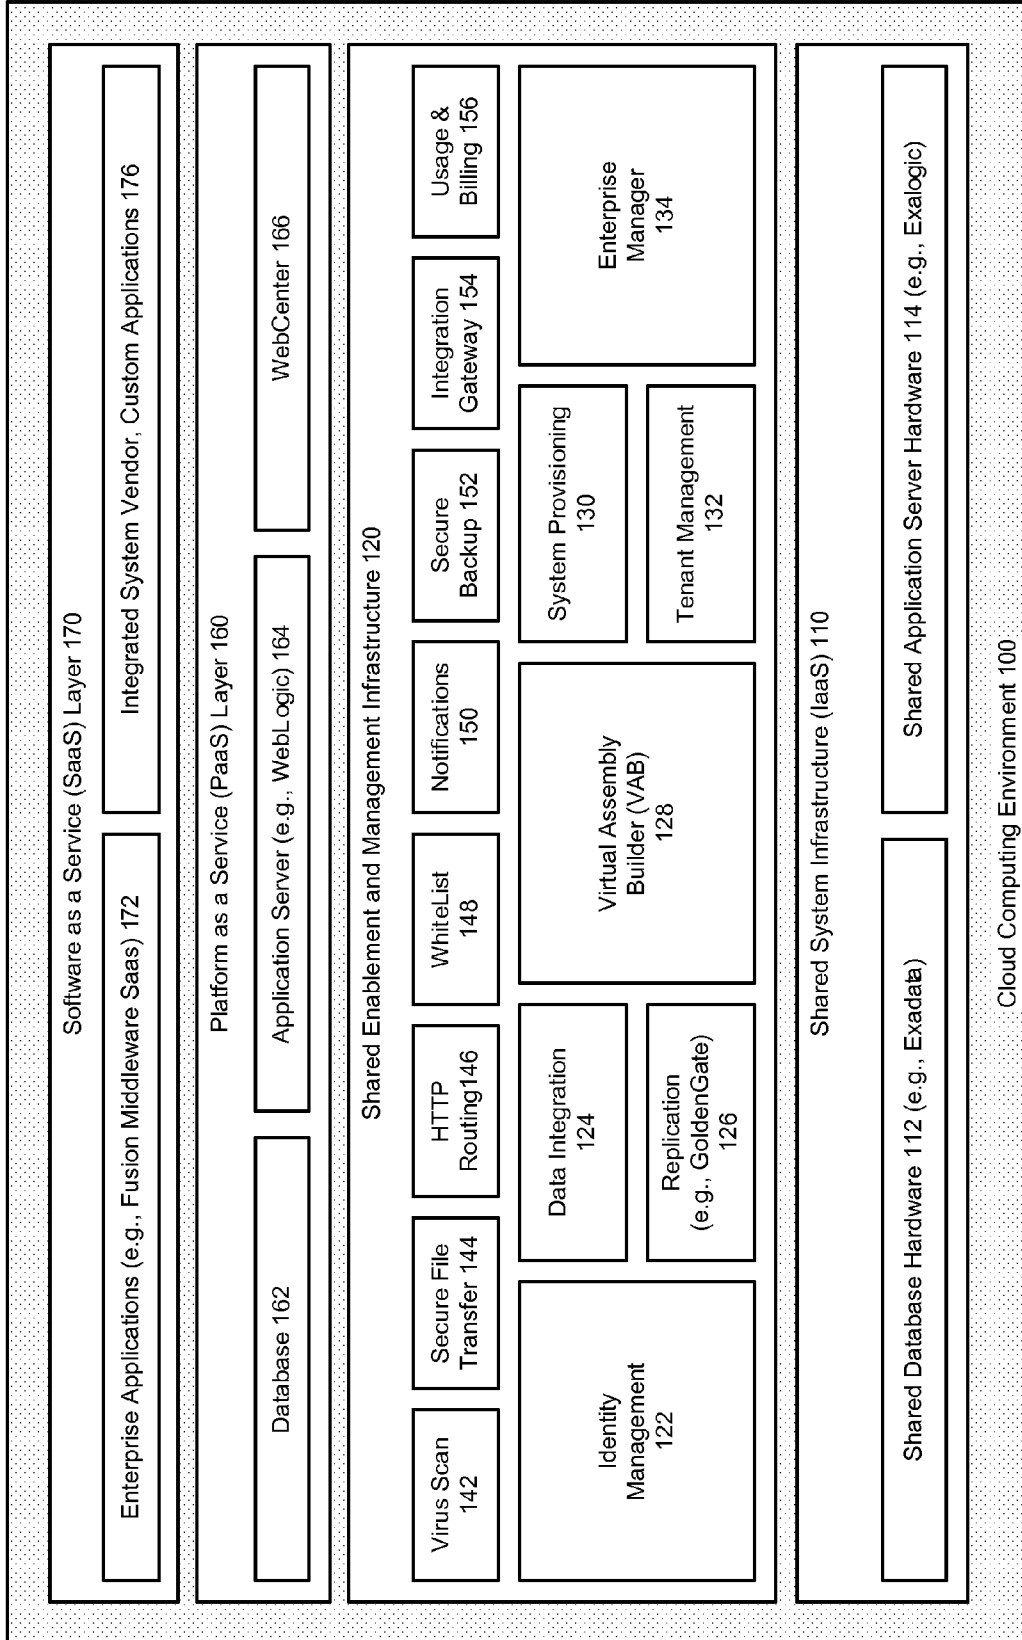 Software as a Service (SaaS) Layer 170
Enterprise Applications (e.g., Fusion Middleware Saas) 172
Integrated System Vendor, Custom Applications 176
Platform as a Service (PaaS) Layer 160
Database 162
Application Server (e.g., WebLogic) 164
WebCenter 166
Shared Enablement and Management Infrastructure 120
Virus Scan
142
Secure File
Transfer 144
HTTP
Routing146
WhiteList
148
Notifications
150
Secure
Backup 152
Integration
Gateway 154
Usage &
Billing 156
Identity
Management
122
Data Integration
124
Replication
(e.g., GoldenGate)
126
Virtual Assembly
Builder (VAB)
128
System Provisioning
130
Tenant Management
132
Enterprise
Manager
134
Shared System Infrastructure (IaaS) 110
Shared Database Hardware 112 (e.g., Exadata)
Shared Application Server Hardware 114 (e.g., Exalogic)
Cloud Computing Environment 100